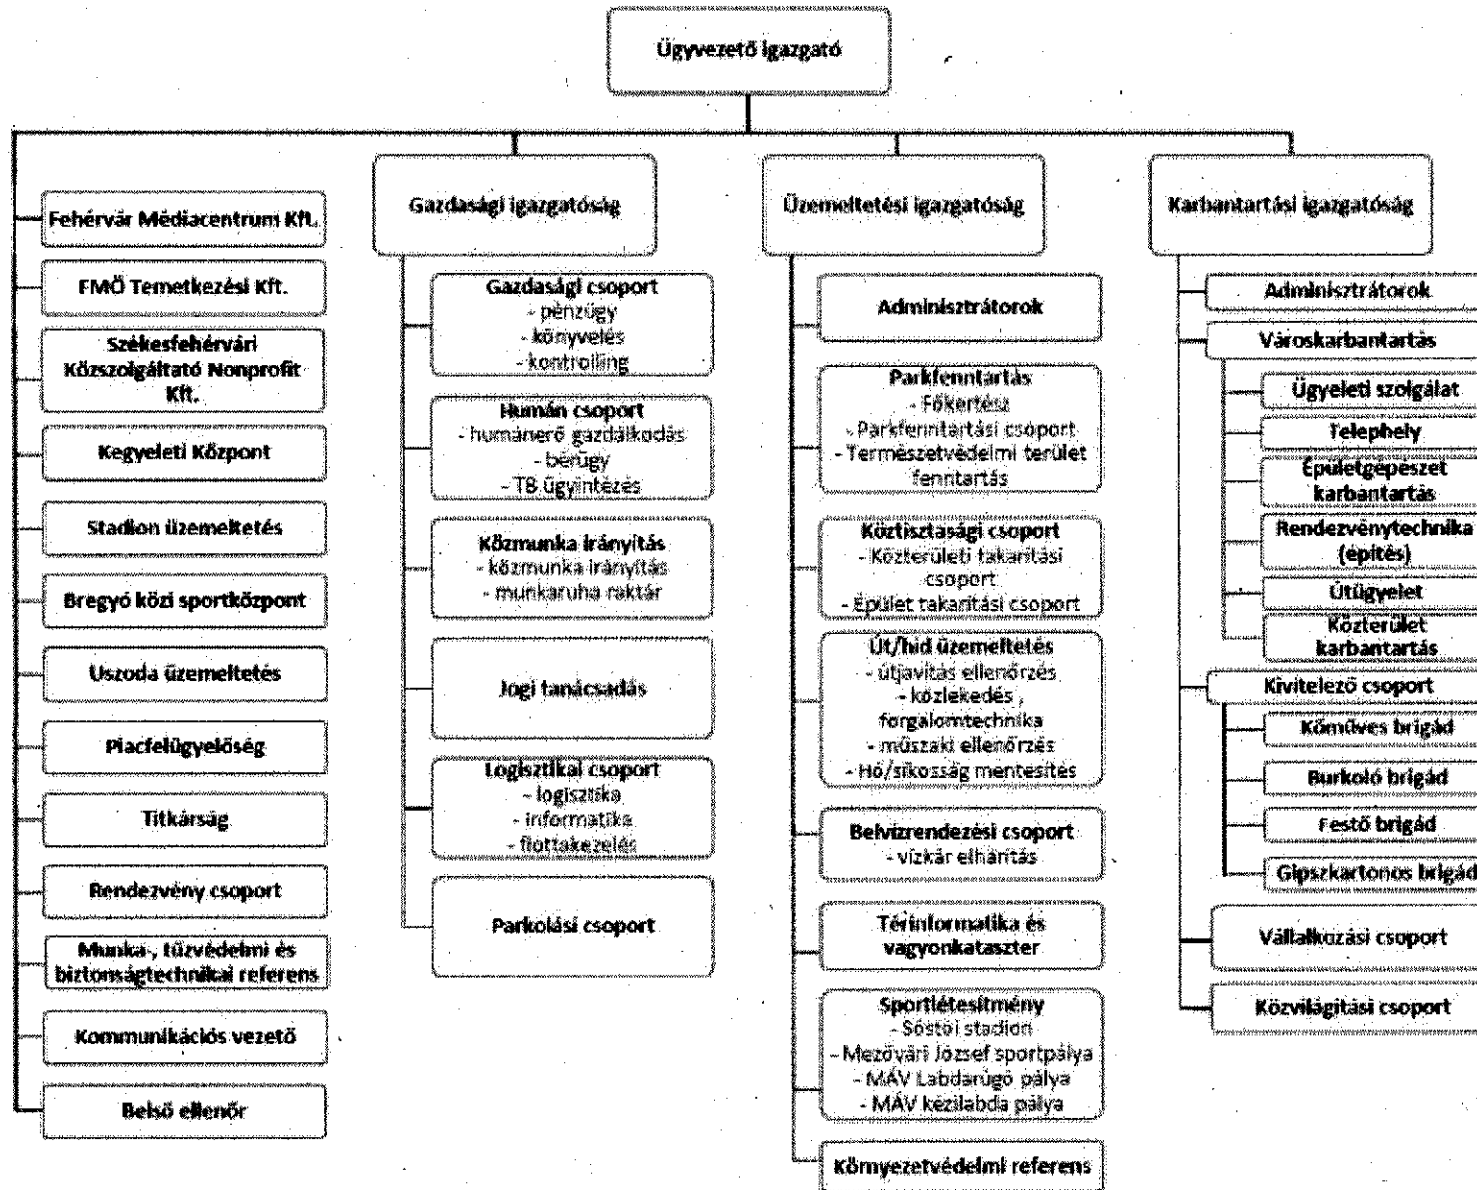 Ügyvezető igazgató
Fehérvár Médiacentrum Kft.
FMÖ Temetkezési Kft.
Székesfehérvári
Közszolgáltató Nonprofit
Kft.
Kegyeleti Központ
Stadion üzemeltetés
Bregyó közi sportközpont
Uszoda üzemeltetés
Piacfelügyelőség
Titkárság
Rendezvény csoport
Munka-, tűzvédelmi és
biztonságtechnikai referens
Kommunikációs vezető
Belső ellenőr
Gazdasági igazgatóság
Gazdasági csoport
- pénzügy
- könyvelés
- kontrolling
Humán csoport
- humánerő gazdálkodás
- bérügy
- TB ügyintézés
Közmunka irányítás
- közmunka irányítás
- munkaruha raktár
Jogi tanácsadás
Logisztikai csoport
- logisztika
- informatika
- flottakezelés
Parkolási csoport
Üzemeltetési igazgatóság
Adminisztrátorok
Parkfenntartás
- Főkertész
- Parkfenntartási csoport
- Természetvédelmi terület
fenntartás
Köztisztasági csoport
- Közterületi takarítási
csoport
- Épület takarítási csoport
Út/híd üzemeltetés
- útjavítás ellenőrzés
- közlekedés ,
forgalomtechnika
- műszaki ellenőrzés
- Hó/síkosság mentesítés
Belvízrendezési csoport
- vízkár elhárítás
Térinformatika és
vagyonkataszter
Sportlétesítmény
- Sóstói stadion
- Mezővári József sportpálya
- MÁV Labdarúgó pálya
- MÁV kézilabda pálya
Környezetvédelmi referens
Karbantartási igazgatóság
Adminisztrátorok
Városkarbantartás
Ügyeleti szolgálat
Telephely
Épületgépészet
karbantartás
Rendezvénytechnika
(építés)
Útügyelet
Közterület
karbantartás
Kivitelező csoport
Kőműves brigád
Burkoló brigád
Festő brigád
Gipszkartonos brigád
Vállalkozási csoport
Közvilágítási csoport